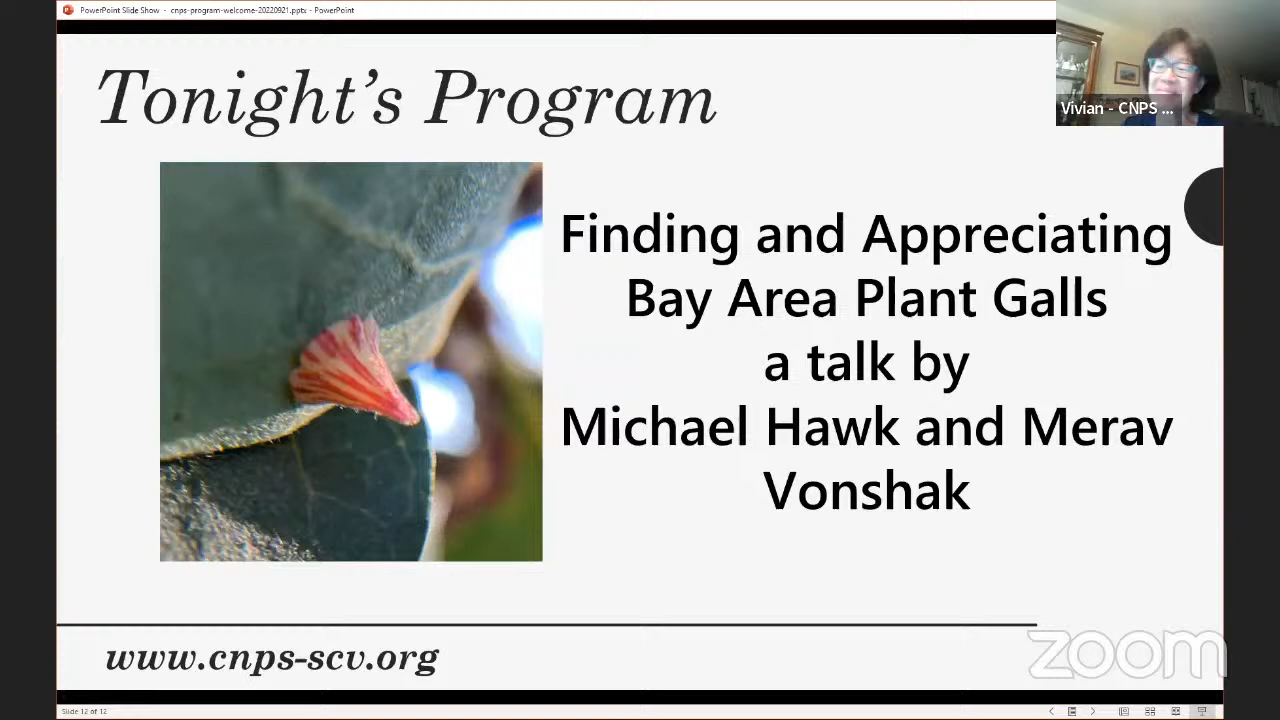 PowerPoint Slide Show - cnps-program-welcome-20220921.pptx - PowerPoint
Tonight's Program
Vivian - CNPS ...
Finding and Appreciating
Bay Area Plant Galls
a talk by
Michael Hawk and Merav
Vonshak
www.cnps-scv.org
zoom
Slide 12 of 12